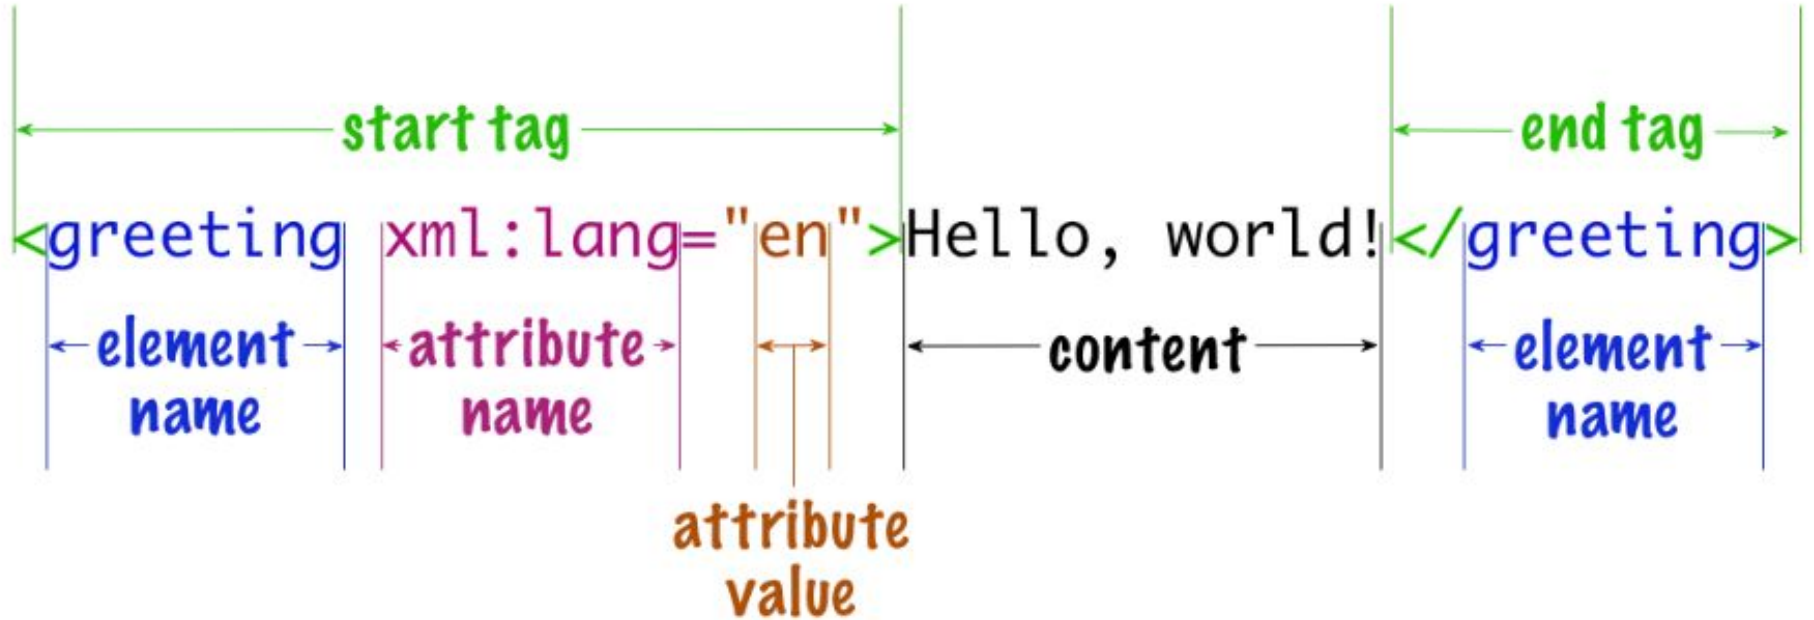 start tag end tag
<greeting xml:lang="en">Hello, world!</greeting>
element attribute content element
name name name
attribute
value